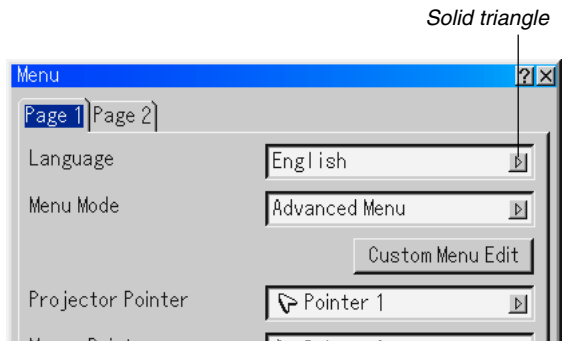 Solid triangle
Menu
Page 1 Page 2
Language English
Menu Mode Advanced Menu
Custom Menu Edit
Projector Pointer Pointer 1